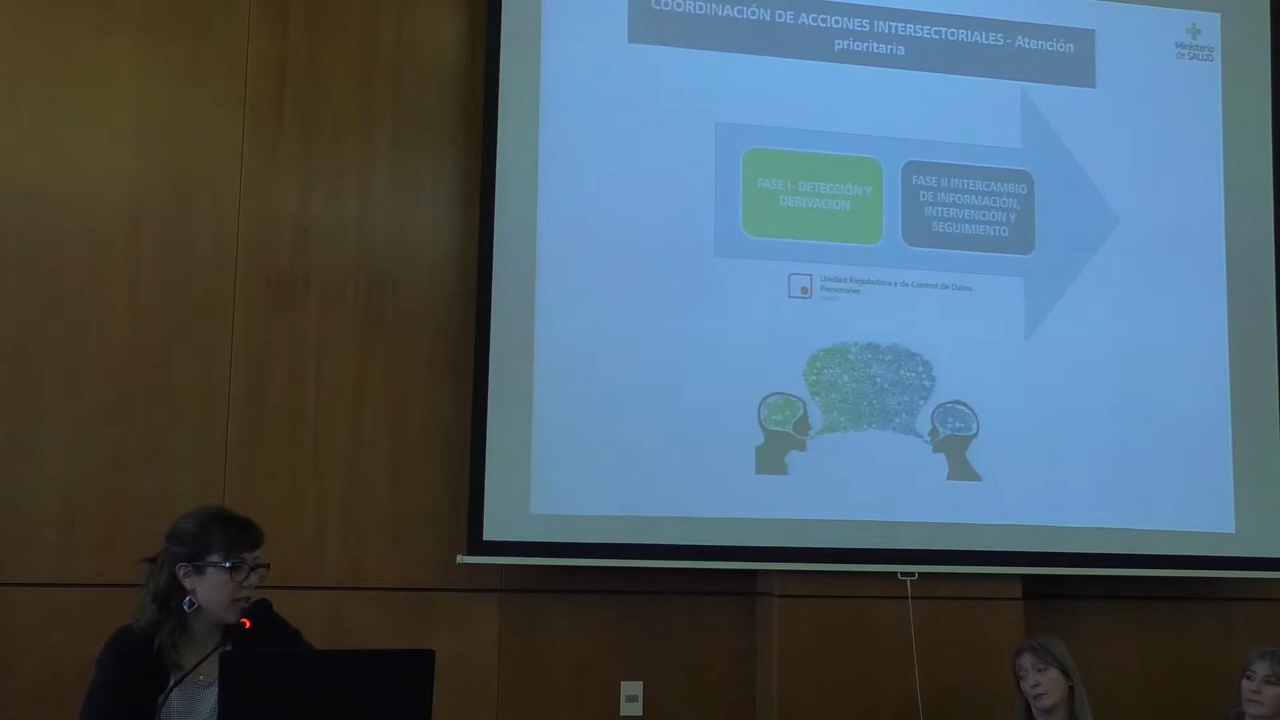 COORDINACIÓN DE ACCIONES INTERSECTORIALES - Atención
prioritaria
Ministerio
de SALUD
FASE I- DETECCIÓN Y
DERIVACIÓN
FASE II INTERCAMBIO
DE INFORMACIÓN,
INTERVENCIÓN Y
SEGUIMIENTO
Unidad Reguladora y de Control de Datos
Personales